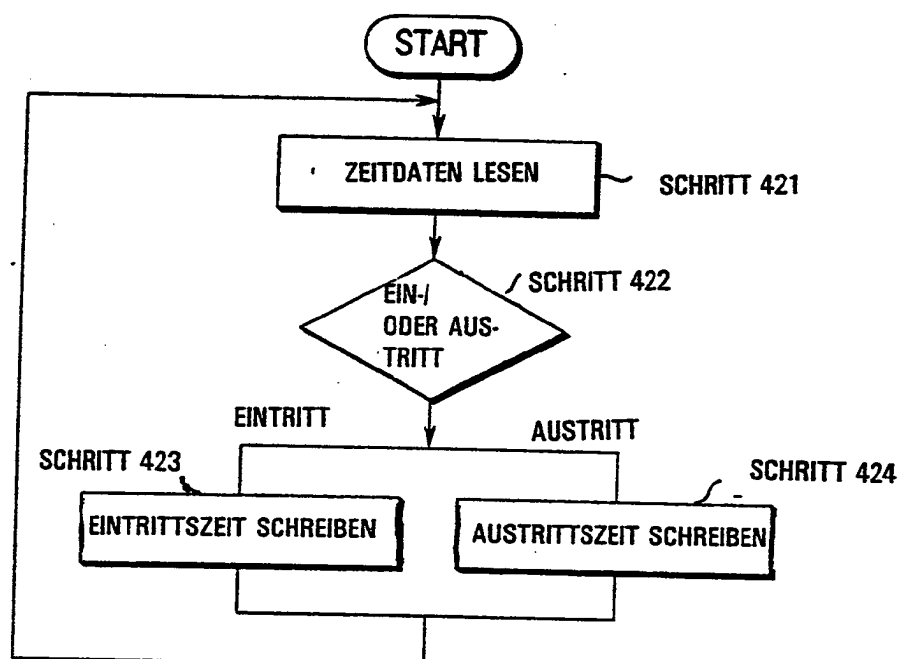 START
ZEITDATEN LESEN
SCHRITT 421
SCHRITT 422
EIN-/
ODER AUS-
TRITT
EINTRITT
AUSTRITT
SCHRITT 423
SCHRITT 424
EINTRITTSZEIT SCHREIBEN
AUSTRITTSZEIT SCHREIBEN